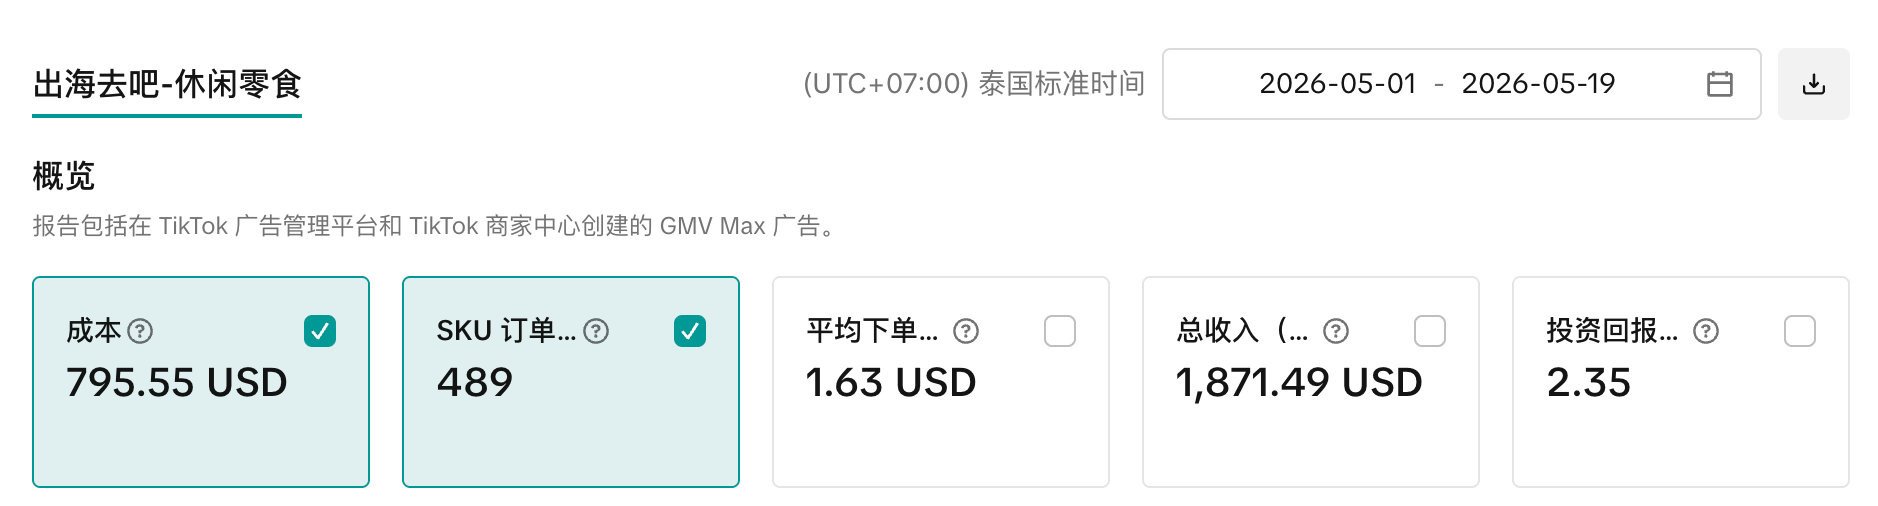 出海去吧-休闲零食
(UTC+07:00) 泰国标准时间
2026-05-01 - 2026-05-19
概览
报告包括在 TikTok 广告管理平台和 TikTok 商家中心创建的 GMV Max 广告。
成本
795.55 USD
SKU 订单...
489
平均下单...
1.63 USD
总收入（...
1,871.49 USD
投资回报...
2.35